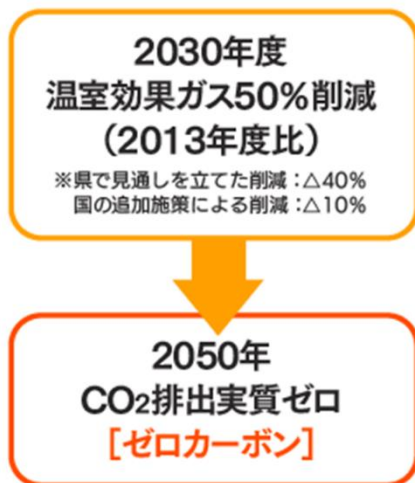 2030年度
温室効果ガス50%削減
（2013年度比）
※県で見通しを立てた削減：△40%
国の追加施策による削減：△10%
2050年
CO2排出実質ゼロ
［ゼロカーボン］